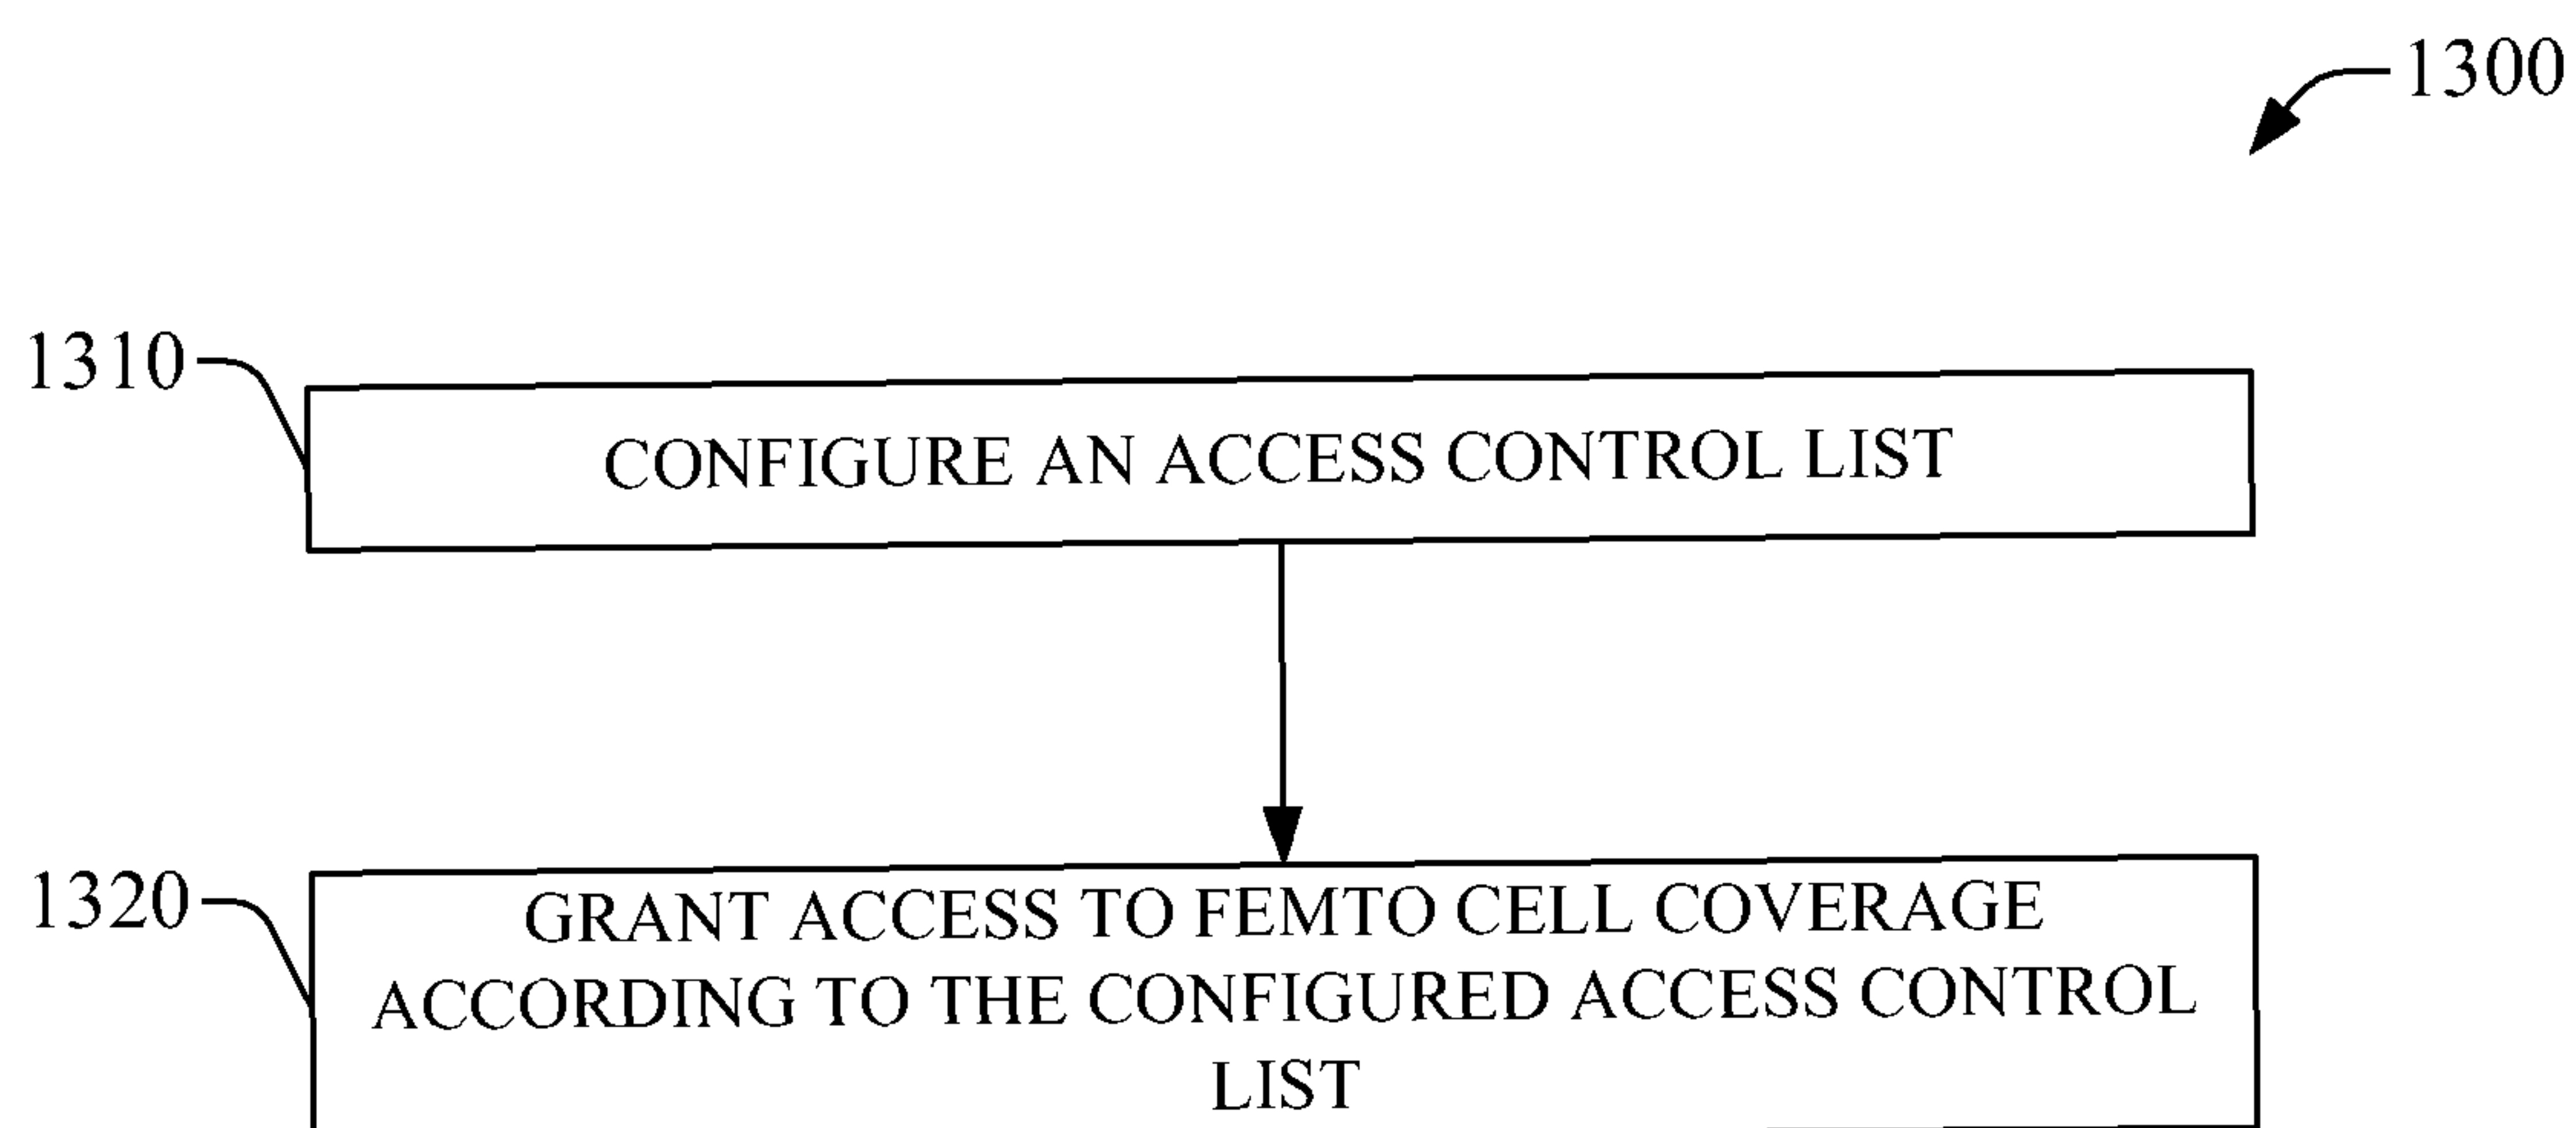 1300
1310
CONFIGURE AN ACCESS CONTROL LIST
1320
GRANT ACCESS TO FEMTO CELL COVERAGE
ACCORDING TO THE CONFIGURED ACCESS CONTROL
LIST